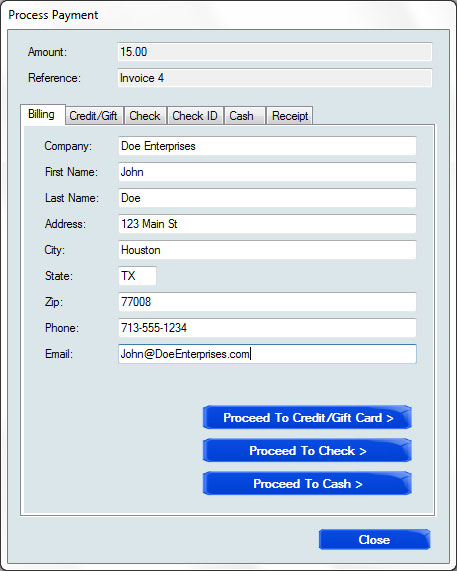 Process Payment
Amount: 15.00
Reference: Invoice 4
Billing Credit/Gift Check Check ID Cash Receipt
Company: Doe Enterprises
First Name: John
Last Name: Doe
Address: 123 Main St
City: Houston
State: TX
Zip: 77008
Phone: 713-555-1234
Email: John@DoeEnterprises.com
Proceed To Credit/Gift Card >
Proceed To Check >
Proceed To Cash >
Close